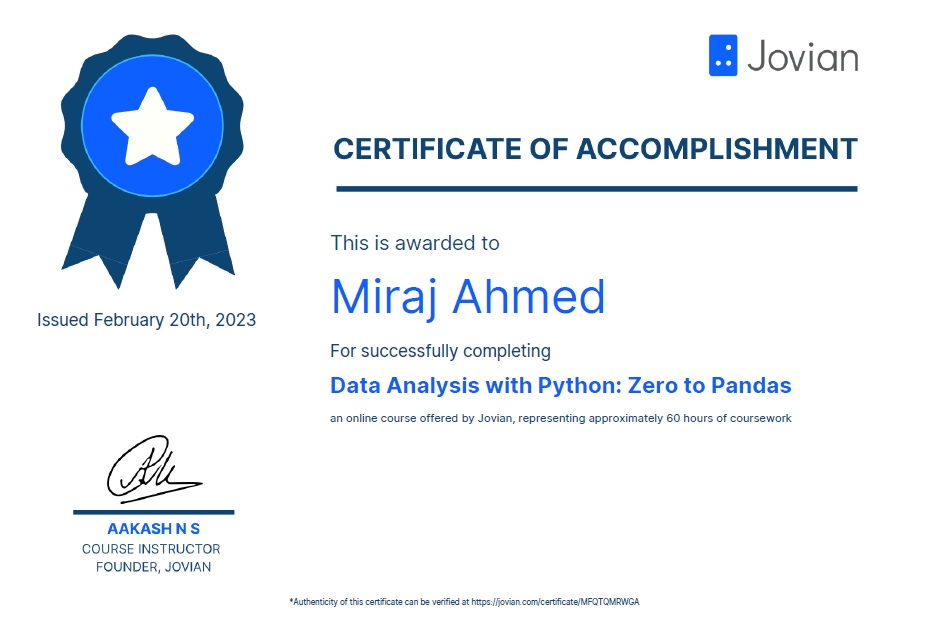 Jovian
CERTIFICATE OF ACCOMPLISHMENT
This is awarded to
Miraj Ahmed
Issued February 20th, 2023
For successfully completing
Data Analysis with Python: Zero to Pandas
an online course offered by Jovian, representing approximately 60 hours of coursework
AAKASH N S
COURSE INSTRUCTOR
FOUNDER, JOVIAN
*Authenticity of this certificate can be verified at https://jovian.com/certificate/MFQTQMRWGA